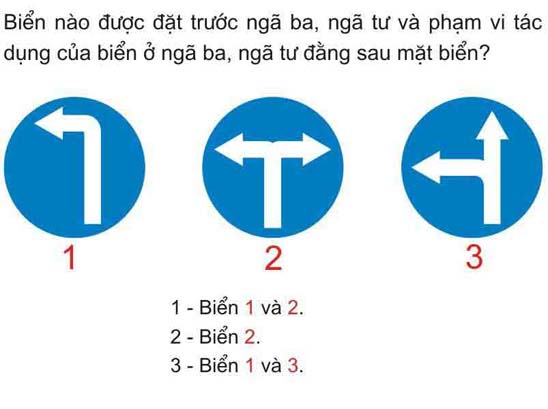 Biển nào được đặt trước ngã ba, ngã tư và phạm vi tác
dụng của biển ở ngã ba, ngã tư đằng sau mặt biển?
1 2 3
1 - Biển 1 và 2.
2 - Biển 2.
3 - Biển 1 và 3.